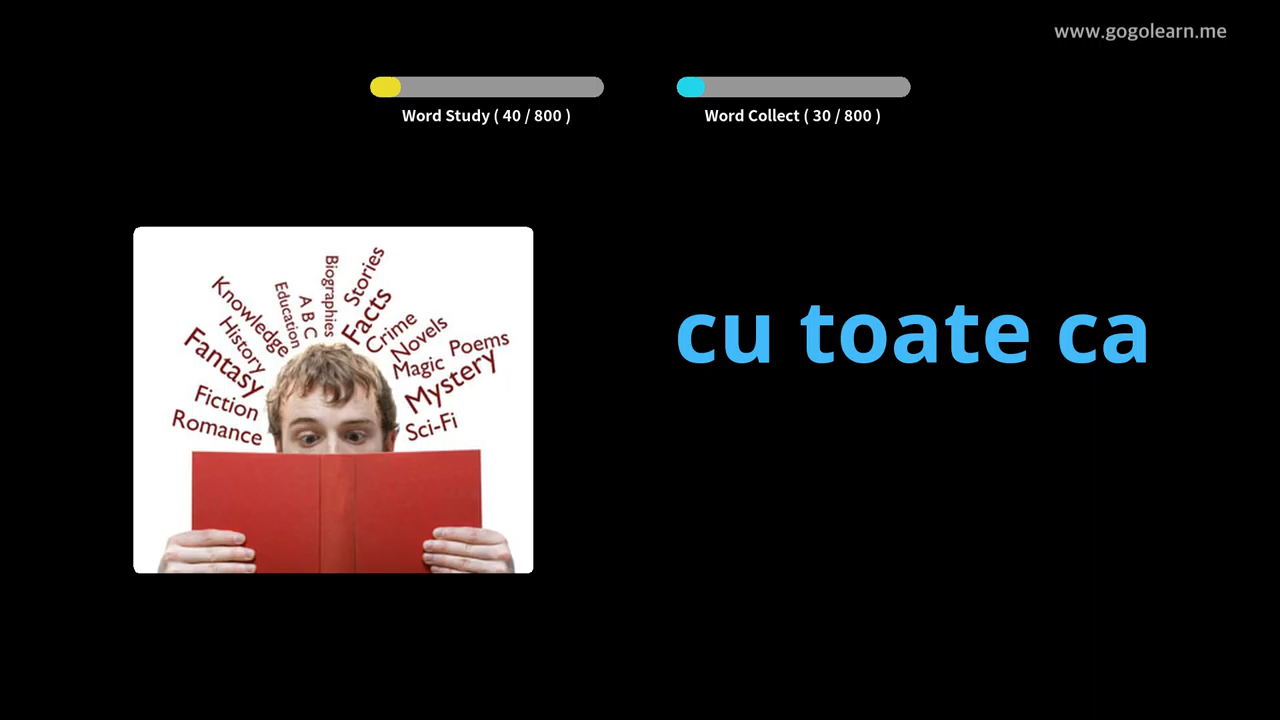 www.gogolearn.me
Word Study ( 40 / 800 )
Word Collect ( 30 / 800 )
cu toate ca
Knowledge
History
Fantasy
Fiction
Romance
Education
A B C
Biographies
Stories
Facts
Crime
Novels
Magic
Poems
Mystery
Sci-Fi